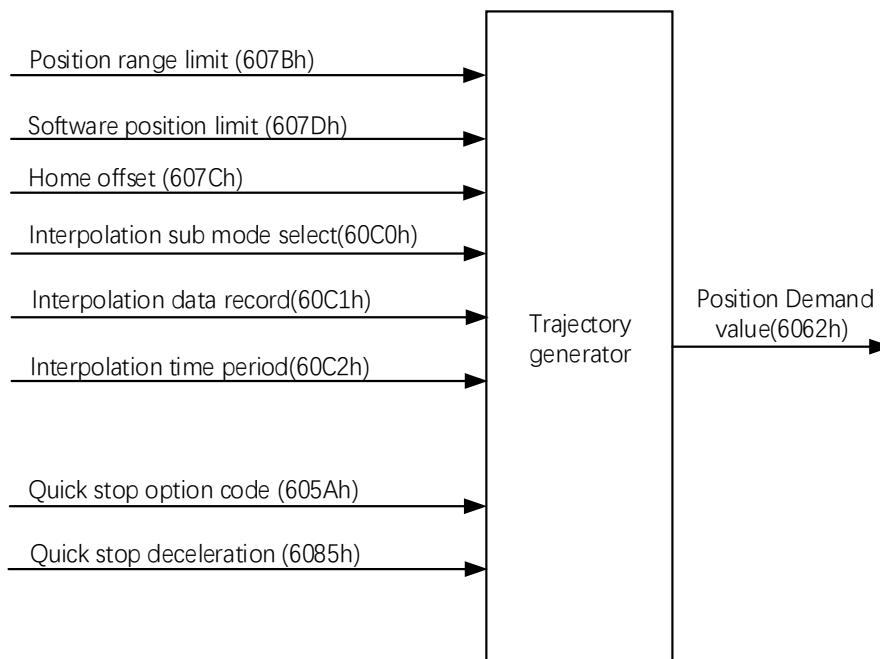 Position range limit (607Bh)
Software position limit (607Dh)
Home offset (607Ch)
Interpolation sub mode select(60C0h)
Interpolation data record(60C1h)
Interpolation time period(60C2h)
Quick stop option code (605Ah)
Quick stop deceleration (6085h)
Trajectory
generator
Position Demand
value(6062h)